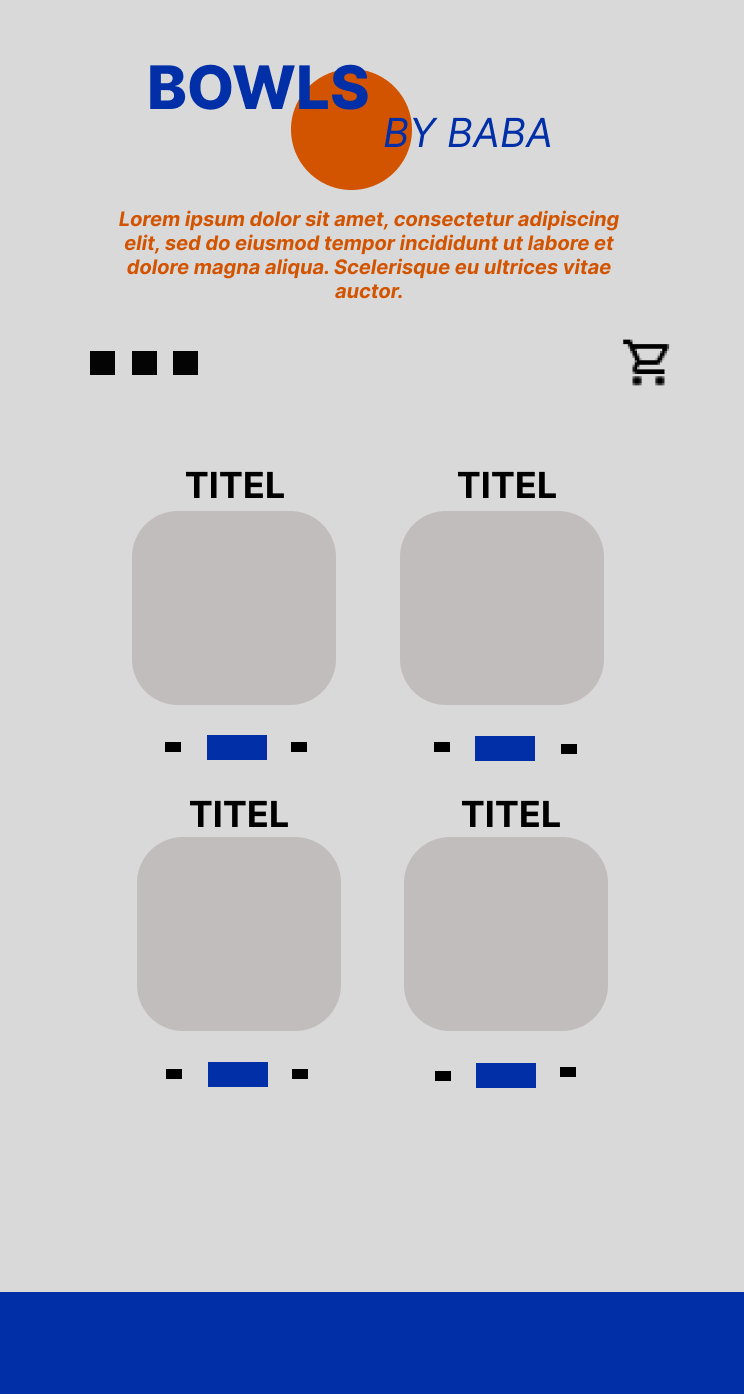 BOWLS
BY BABA
Lorem ipsum dolor sit amet, consectetur adipiscing
elit, sed do eiusmod tempor incididunt ut labore et
dolore magna aliqua. Scelerisque eu ultrices vitae
auctor.
TITEL TITEL
TITEL TITEL